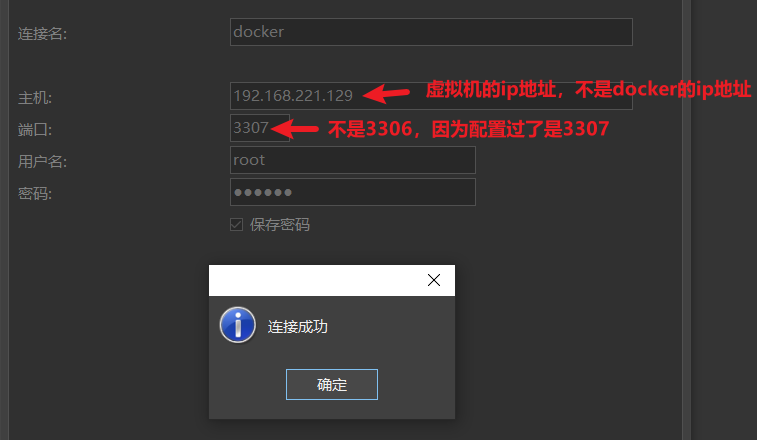 连接名: docker
主机: 192.168.221.129 虚拟机的ip地址，不是docker的ip地址
端口: 3307 不是3306，因为配置过了是3307
用户名: root
密码: ●●●●●●
保存密码
连接成功
确定